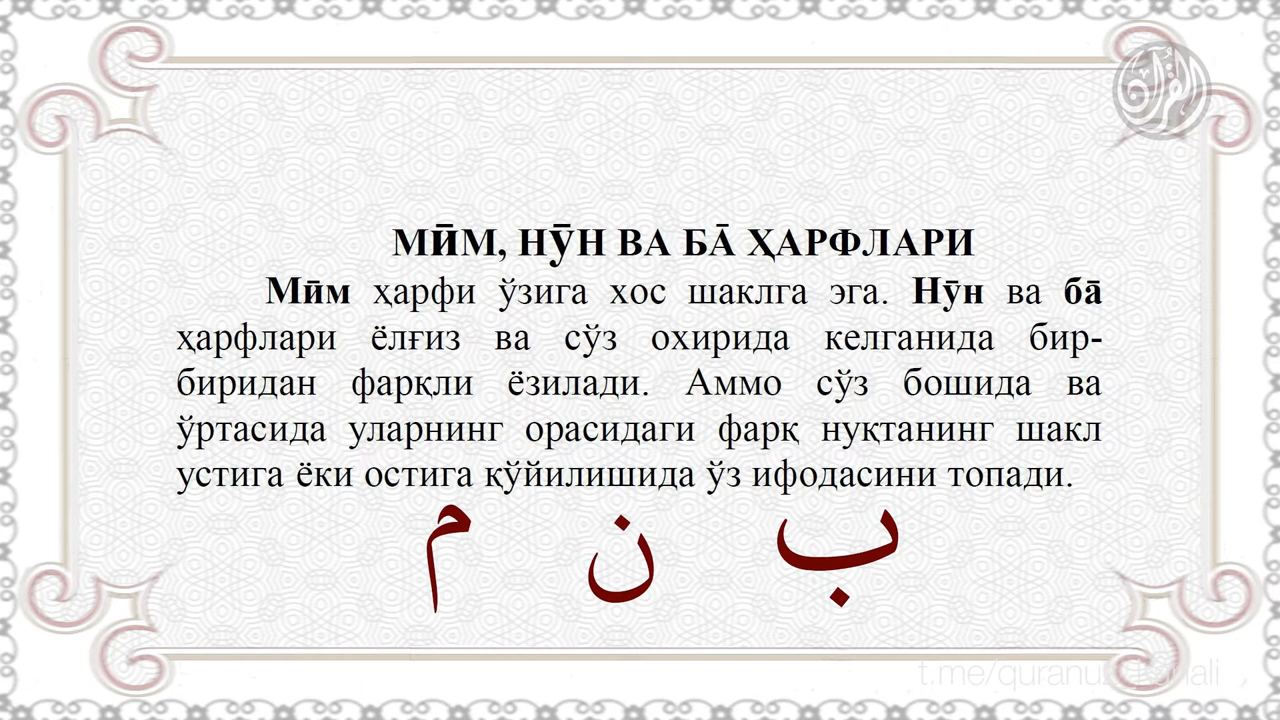 القرآن
МӢМ, НӮН ВА БĀ ҲАРФЛАРИ
Мӣм ҳарфи ўзига хос шаклга эга. Нӯн ва бā
ҳарфлари ёлғиз ва сўз охирида келганида бир-
биридан фарқли ёзилади. Аммо сўз бошида ва
ўртасида уларнинг орасидаги фарқ нуқтанинг шакл
устига ёки остига қўйилишида ўз ифодасини топади.
م ن ب